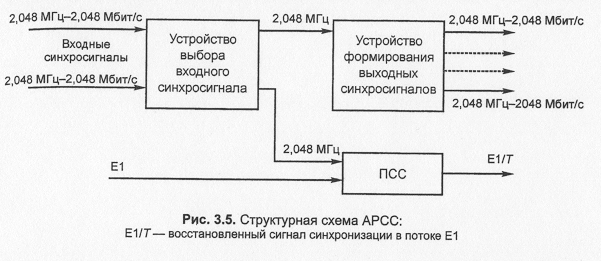 2,048 МГц–2,048 Мбит/с
Входные
синхросигналы
2,048 МГц–2,048 Мбит/с
Устройство
выбора
входного
синхросигнала
2,048 МГц
Устройство
формирования
выходных
синхросигналов
2,048 МГц–2,048 Мбит/с
2,048 МГц–2048 Мбит/с
2,048 МГц
E1
ПСС
E1/T
Рис. 3.5. Структурная схема АРСС:
E1/T — восстановленный сигнал синхронизации в потоке E1